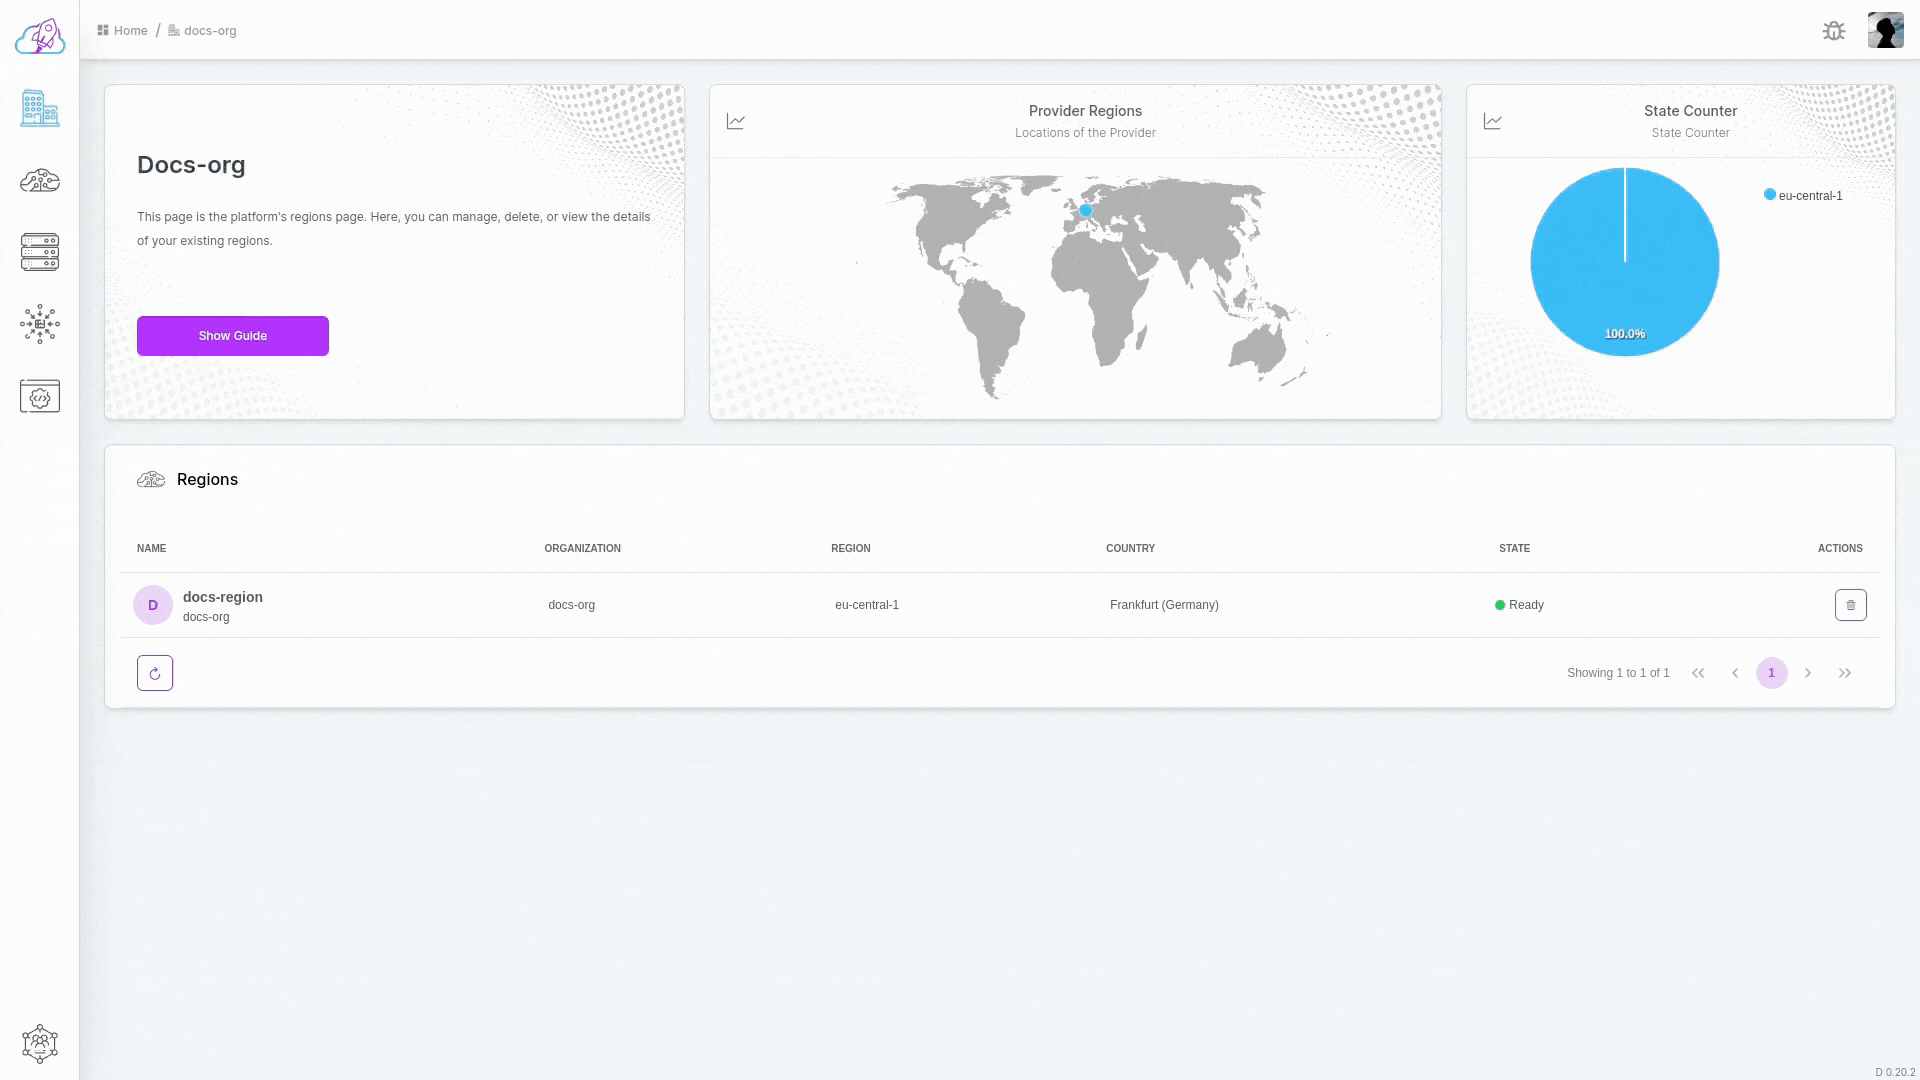 Home / docs-org
Docs-org
This page is the platform's regions page. Here, you can manage, delete, or view the details
of your existing regions.
Show Guide
Provider Regions
Locations of the Provider
State Counter
State Counter
eu-central-1
100.0%
Regions
NAME ORGANIZATION REGION COUNTRY STATE ACTIONS
D docs-region
docs-org
docs-org eu-central-1 Frankfurt (Germany) Ready
Showing 1 to 1 of 1
1
D 0.20.2